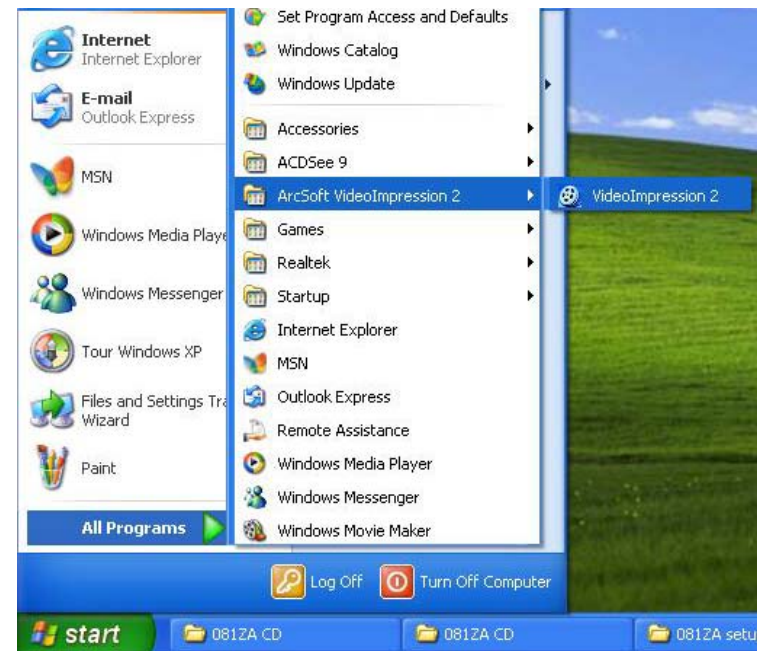 Internet
Internet Explorer
E-mail
Outlook Express
MSN
Windows Media Playe
Windows Messenger
Tour Windows XP
Files and Settings Tra
Wizard
Paint
All Programs
Set Program Access and Defaults
Windows Catalog
Windows Update
Accessories
ACDSee 9
ArcSoft VideoImpression 2
Games
Realtek
Startup
Internet Explorer
MSN
Outlook Express
Remote Assistance
Windows Media Player
Windows Messenger
Windows Movie Maker
VideoImpression 2
Log Off
Turn Off Computer
start
081ZA CD
081ZA CD
081ZA setu